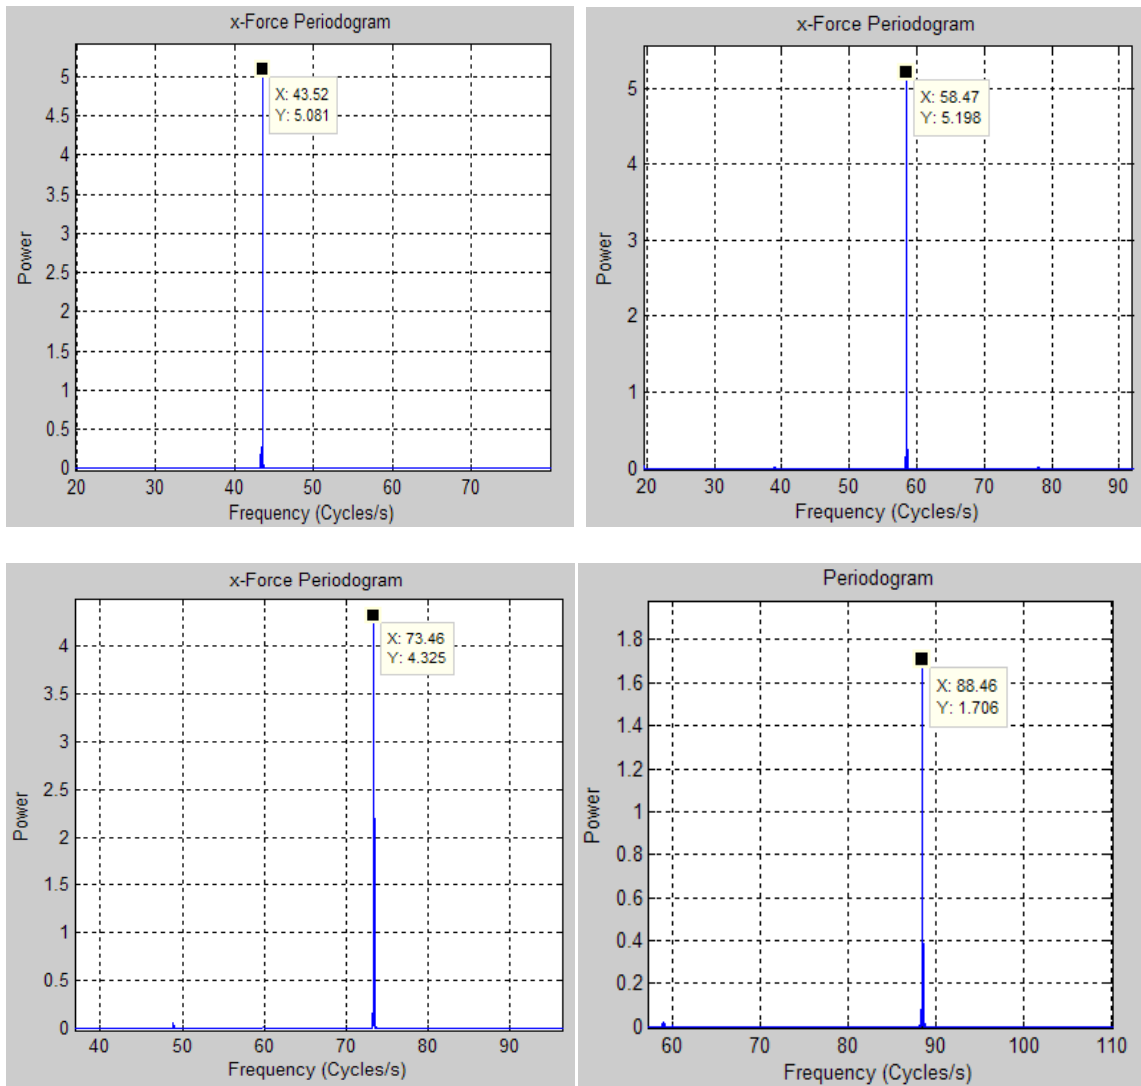 x-Force Periodogram
5
4.5
4
3.5
3
2.5
2
1.5
1
0.5
0
Power
X: 43.52
Y: 5.081
20 30 40 50 60 70
Frequency (Cycles/s)
x-Force Periodogram
5
4
3
2
1
0
Power
X: 58.47
Y: 5.198
20 30 40 50 60 70 80 90
Frequency (Cycles/s)
x-Force Periodogram
4
3.5
3
2.5
2
1.5
1
0.5
0
Power
X: 73.46
Y: 4.325
40 50 60 70 80 90
Frequency (Cycles/s)
Periodogram
1.8
1.6
1.4
1.2
1
0.8
0.6
0.4
0.2
0
Power
X: 88.46
Y: 1.706
60 70 80 90 100 110
Frequency (Cycles/s)